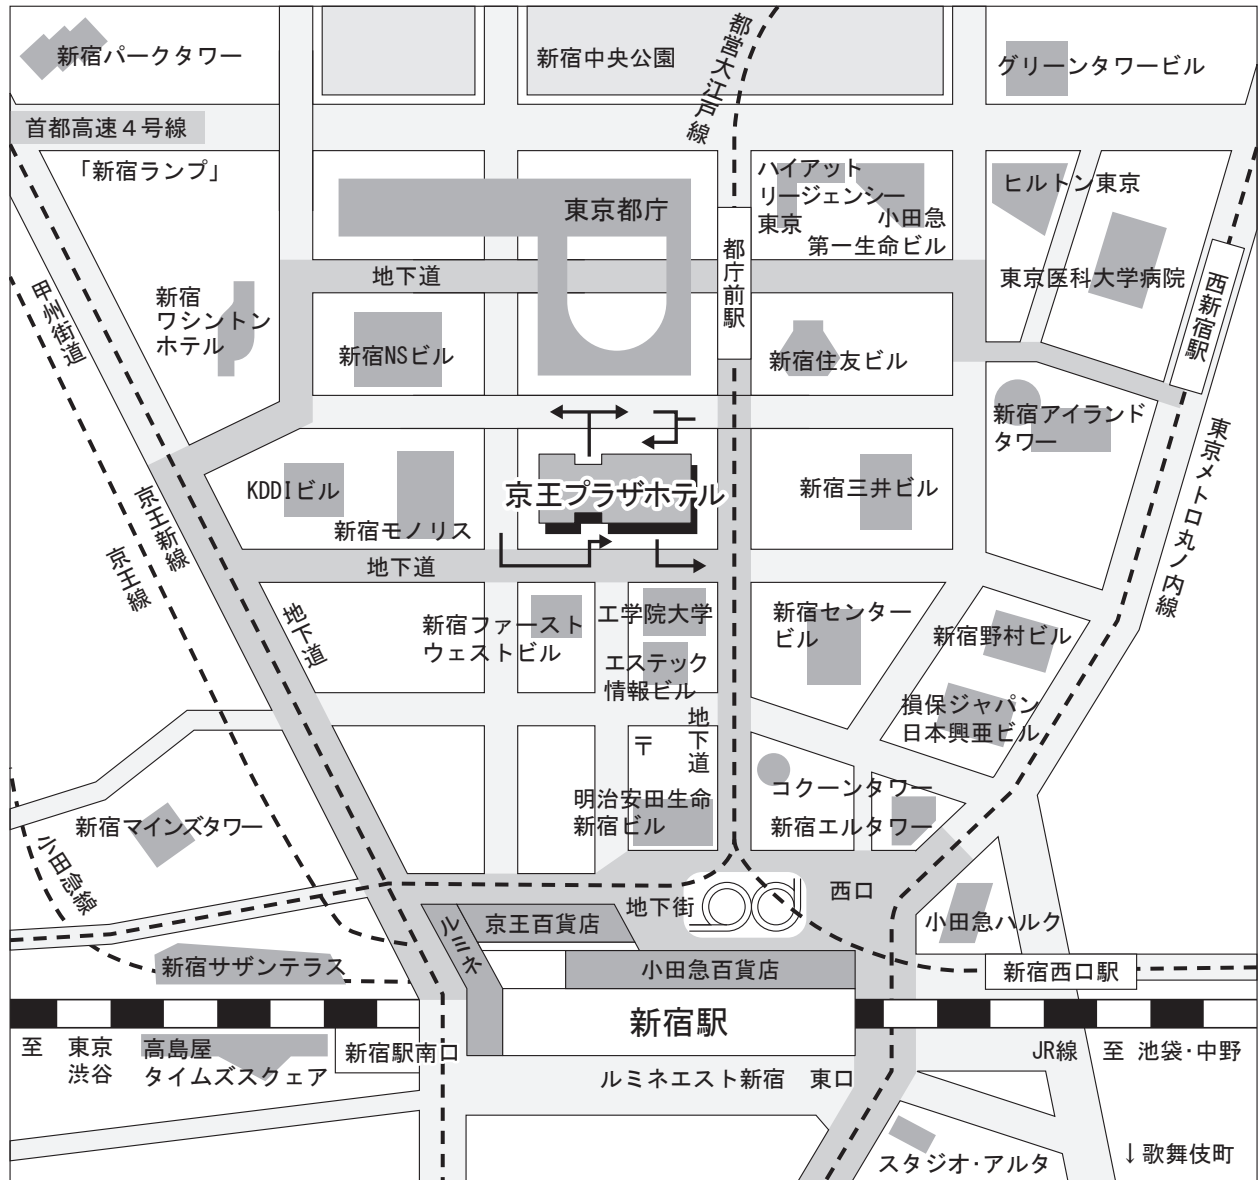 新宿パークタワー
新宿中央公園
都営大江戸線
グリーンタワービル
首都高速４号線
「新宿ランプ」
東京都庁
ハイアット
リージェンシー
東京
小田急
第一生命ビル
ヒルトン東京
東京医科大学病院
都庁前駅
西新宿駅
地下道
甲州街道
新宿
ワシントン
ホテル
新宿NSビル
新宿住友ビル
新宿アイランド
タワー
東京メトロ丸ノ内線
KDDIビル
新宿モノリス
京王プラザホテル
新宿三井ビル
京王新線
京王線
地下道
地下道
新宿ファースト
ウェストビル
工学院大学
エステック
情報ビル
新宿センター
ビル
新宿野村ビル
損保ジャパン
日本興亜ビル
地下道
〒
明治安田生命
新宿ビル
コクーンタワー
新宿エルタワー
新宿マインズタワー
小田急線
地下街
西口
小田急ハルク
ルミネ
京王百貨店
新宿サザンテラス
小田急百貨店
新宿西口駅
新宿駅
至 東京
渋谷
高島屋
タイムズスクェア
新宿駅南口
JR線 至 池袋・中野
ルミネエスト新宿 東口
スタジオ・アルタ
↓歌舞伎町